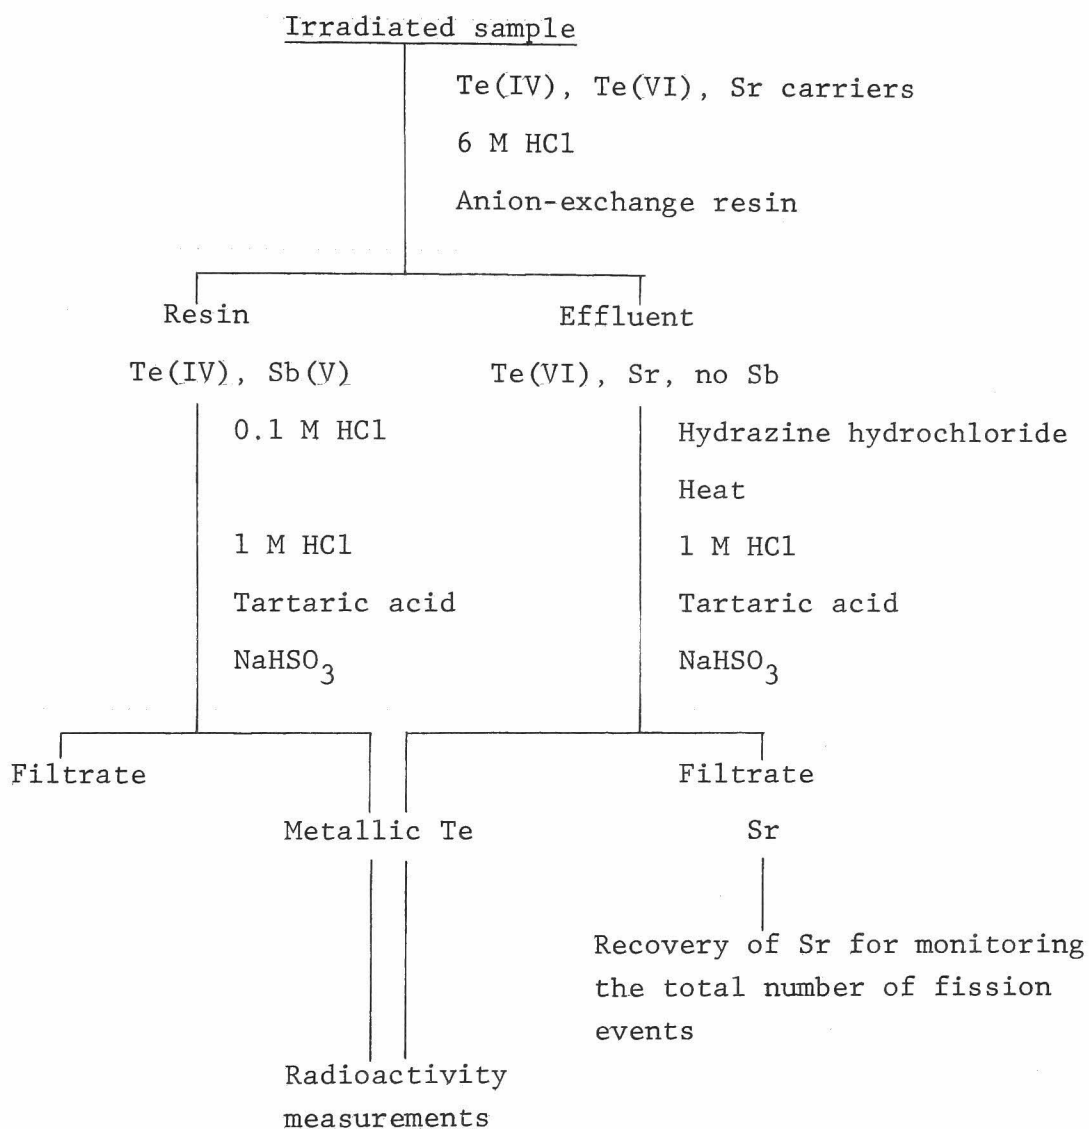 Irradiated sample
Te(IV), Te(VI), Sr carriers
6 M HCl
Anion-exchange resin
Resin
Effluent
Te(IV), Sb(V)
Te(VI), Sr, no Sb
0.1 M HCl
Hydrazine hydrochloride
Heat
1 M HCl
1 M HCl
Tartaric acid
Tartaric acid
NaHSO3
NaHSO3
Filtrate
Filtrate
Metallic Te
Sr
Recovery of Sr for monitoring
the total number of fission
events
Radioactivity
measurements